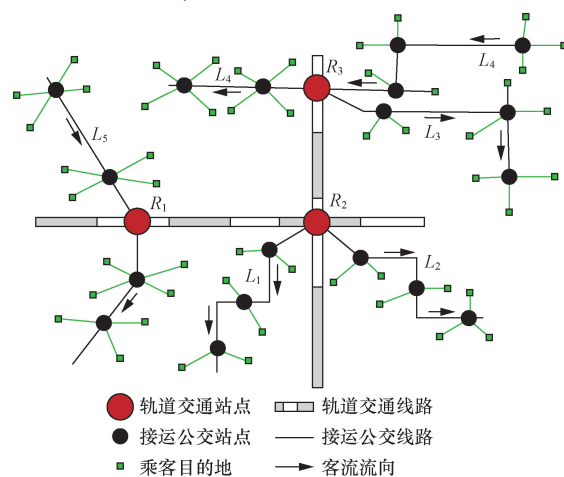 R3
L4
L4
L3
L5
R1
R2
L1
L2
轨道交通站点
轨道交通线路
接运公交站点
接运公交线路
乘客目的地
客流流向